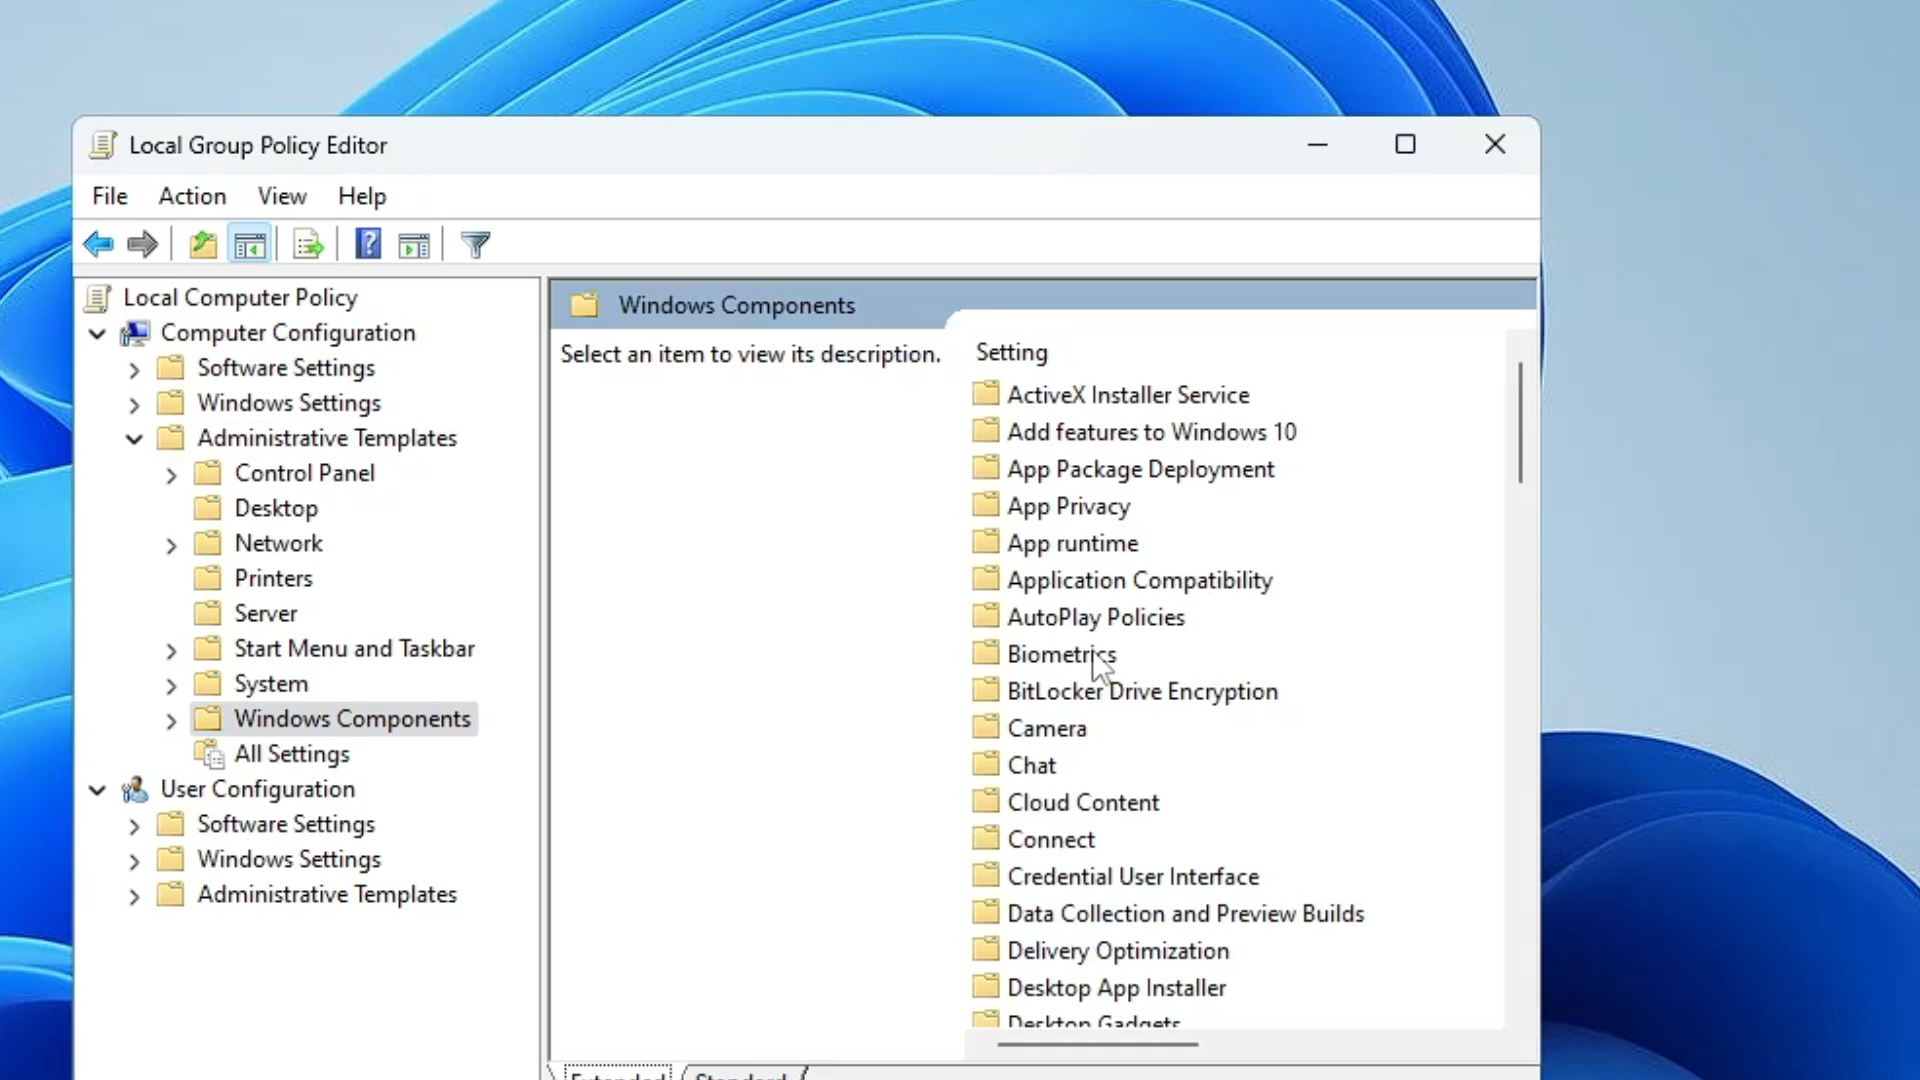 Local Group Policy Editor
File Action View Help
Local Computer Policy
Computer Configuration
Software Settings
Windows Settings
Administrative Templates
Control Panel
Desktop
Network
Printers
Server
Start Menu and Taskbar
System
Windows Components
All Settings
User Configuration
Software Settings
Windows Settings
Administrative Templates
Windows Components
Select an item to view its description.
Setting
ActiveX Installer Service
Add features to Windows 10
App Package Deployment
App Privacy
App runtime
Application Compatibility
AutoPlay Policies
Biometrics
BitLocker Drive Encryption
Camera
Chat
Cloud Content
Connect
Credential User Interface
Data Collection and Preview Builds
Delivery Optimization
Desktop App Installer
Desktop Gadgets
Extended Standard